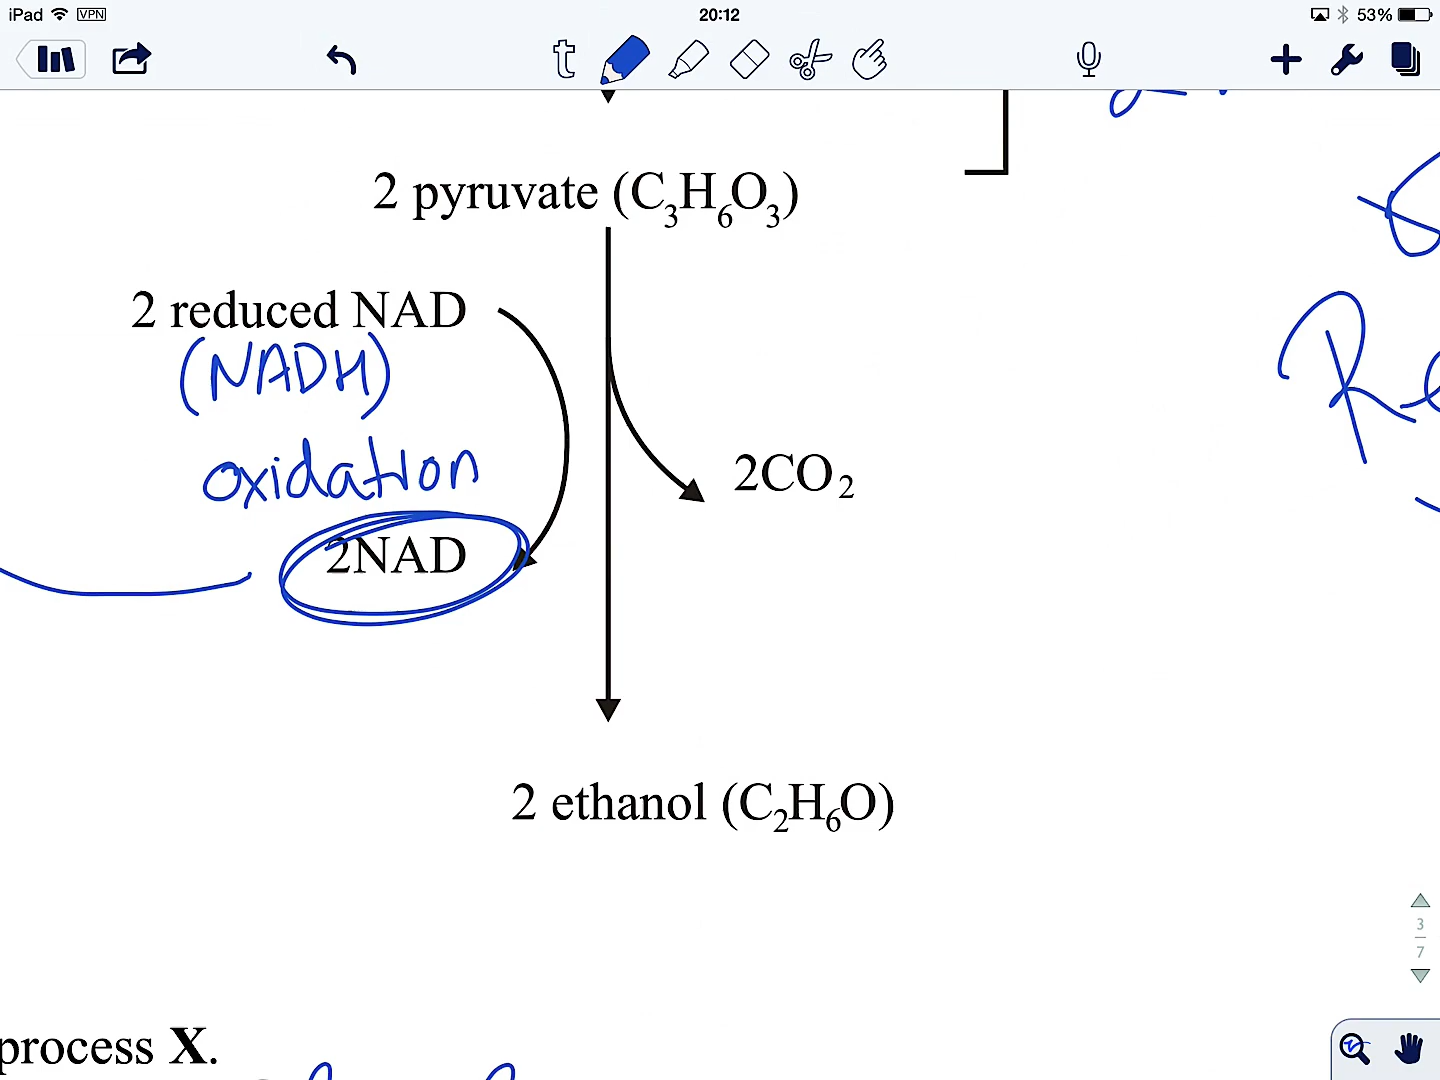 iPad VPN 20:12 53%
t
2 pyruvate (C₃H₆O₃)
2 reduced NAD
(NADH)
oxidation
2CO₂
2NAD
2 ethanol (C₂H₆O)
3
7
process X.